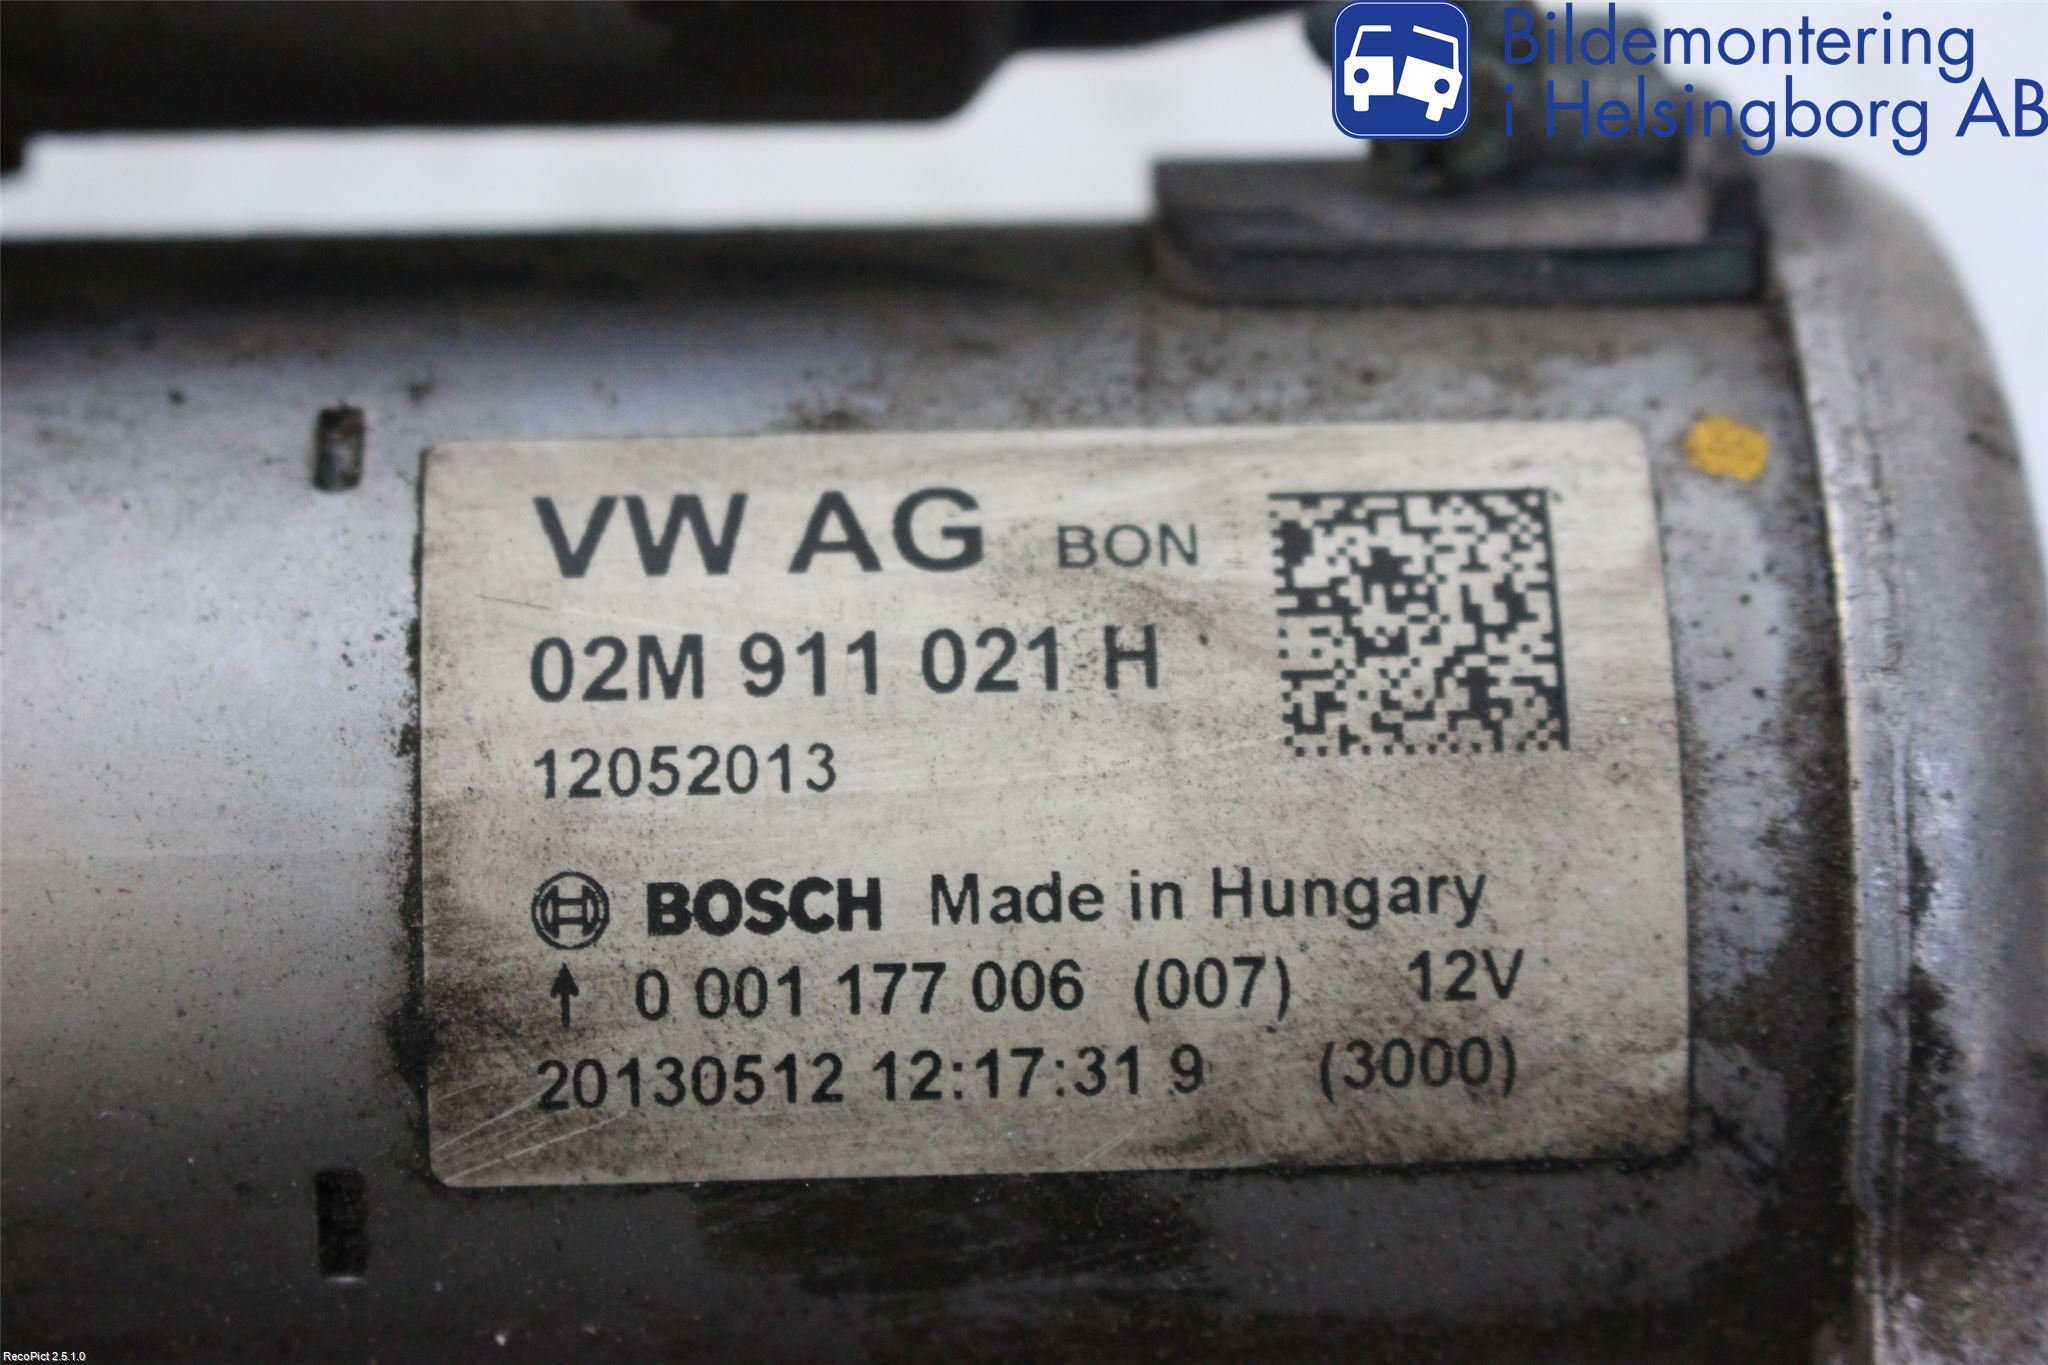 Bildemontering
i Helsingborg AB
VW AG BON
02M 911 021 H
12052013
BOSCH Made in Hungary
0 001 177 006 (007) 12V
20130512 12:17:31 9 (3000)
RecoPict 2.5.1.0